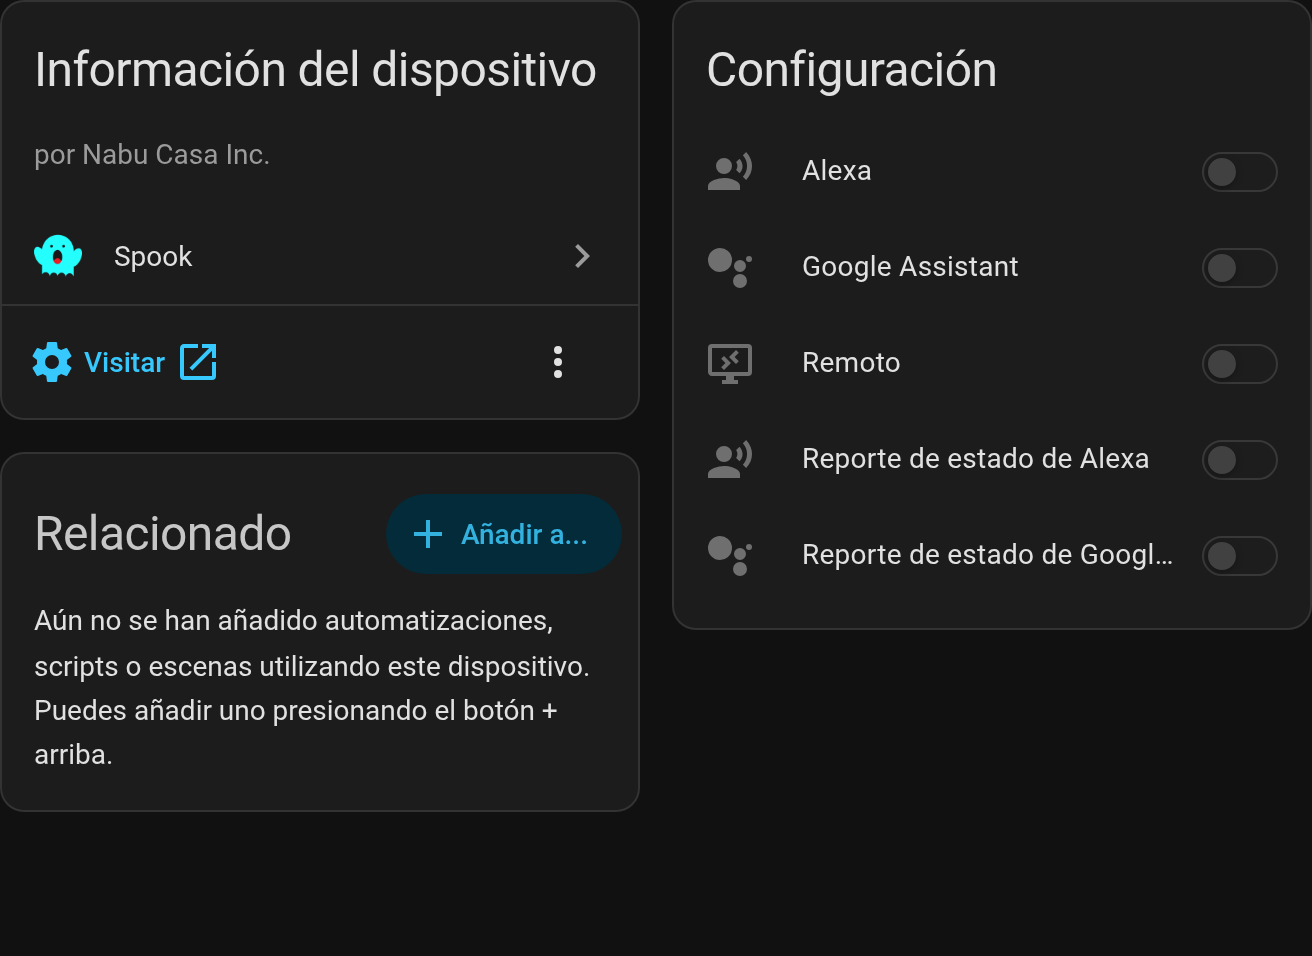 Información del dispositivo
por Nabu Casa Inc.
Spook
Visitar
Relacionado
Añadir a...
Aún no se han añadido automatizaciones,
scripts o escenas utilizando este dispositivo.
Puedes añadir uno presionando el botón +
arriba.
Configuración
Alexa
Google Assistant
Remoto
Reporte de estado de Alexa
Reporte de estado de Googl...